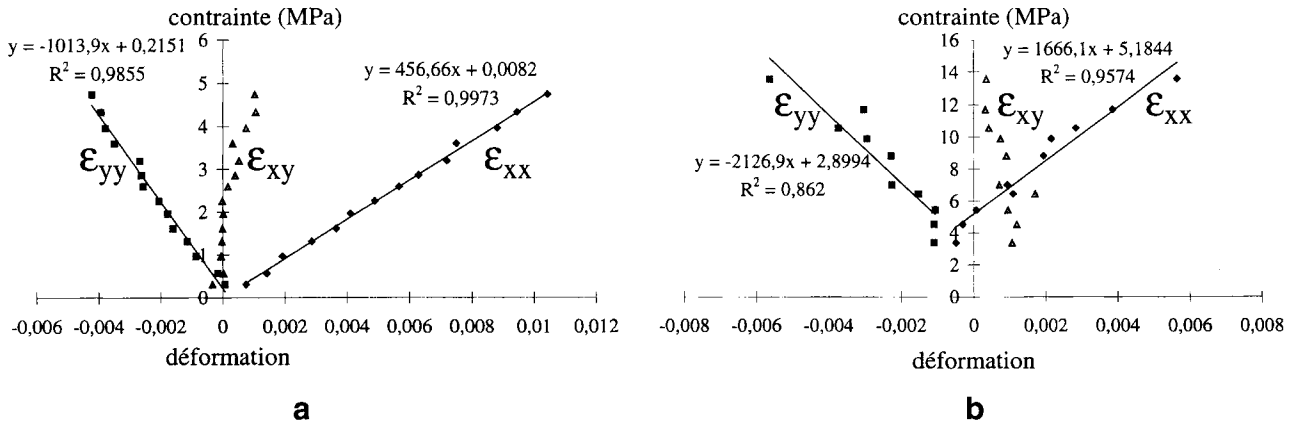 contrainte (MPa)
y = -1013,9x + 0,2151
R² = 0,9855
y = 456,66x + 0,0082
R² = 0,9973
6
5
4
3
2
1
0
εyy
εxy
εxx
-0,006 -0,004 -0,002 0 0,002 0,004 0,006 0,008 0,01 0,012
déformation
a
contrainte (MPa)
y = 1666,1x + 5,1844
R² = 0,9574
y = -2126,9x + 2,8994
R² = 0,862
16
14
12
10
8
6
4
2
0
εyy
εxy
εxx
-0,008 -0,006 -0,004 -0,002 0 0,002 0,004 0,006 0,008
déformation
b